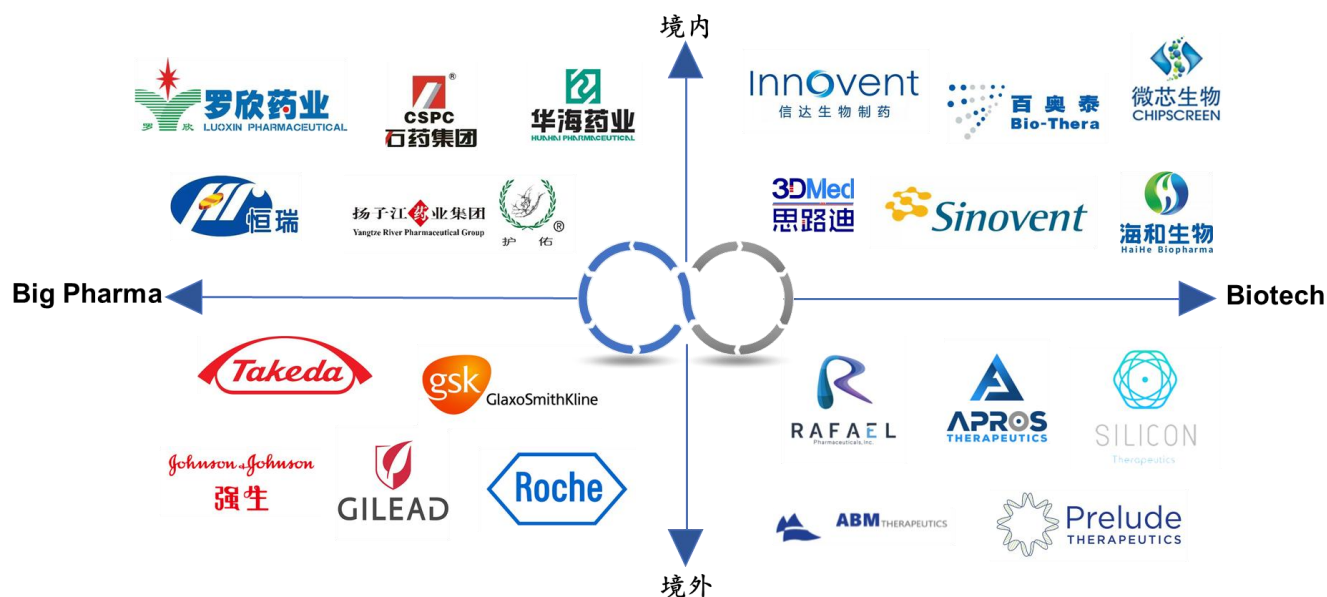 境内
罗欣药业
罗 欣
LUOXIN PHARMACEUTICAL
®
CSPC
石药集团
华海药业
HUAHAI PHARMACEUTICAL
Innovent
信达生物制药
百奥泰
Bio-Thera
微芯生物
CHIPSCREEN
恒瑞
扬子江药业集团
Yangtze River Pharmaceutical Group
®
护 佑
3DMed
思路迪
Sinovent
海和生物
HaiHe Biopharma
Big Pharma
Biotech
Takeda
gsk
GlaxoSmithKline
RAFAEL
Pharmaceuticals, Inc.
APROS
THERAPEUTICS
SILICON
Therapeutics
Johnson & Johnson
强生
GILEAD
Roche
ABM THERAPEUTICS
Prelude
THERAPEUTICS
境外